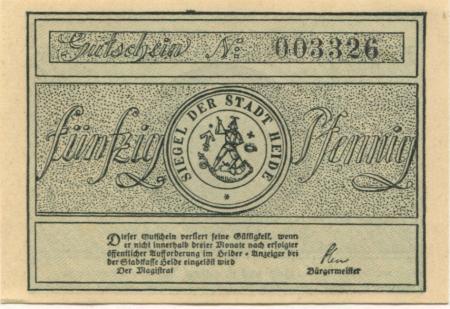 Gutschein No: 003326
fünfzig Pfennig
SIEGEL DER STADT HEIDE
Dieser Gutschein verliert seine Gültigkeit, wenn
er nicht innerhalb dreier Monate nach erfolgter
öffentlicher Aufforderung im Heider-Anzeiger bei
der Stadtkasse Heide eingelöst wird
Der Magistrat
Bürgermeister